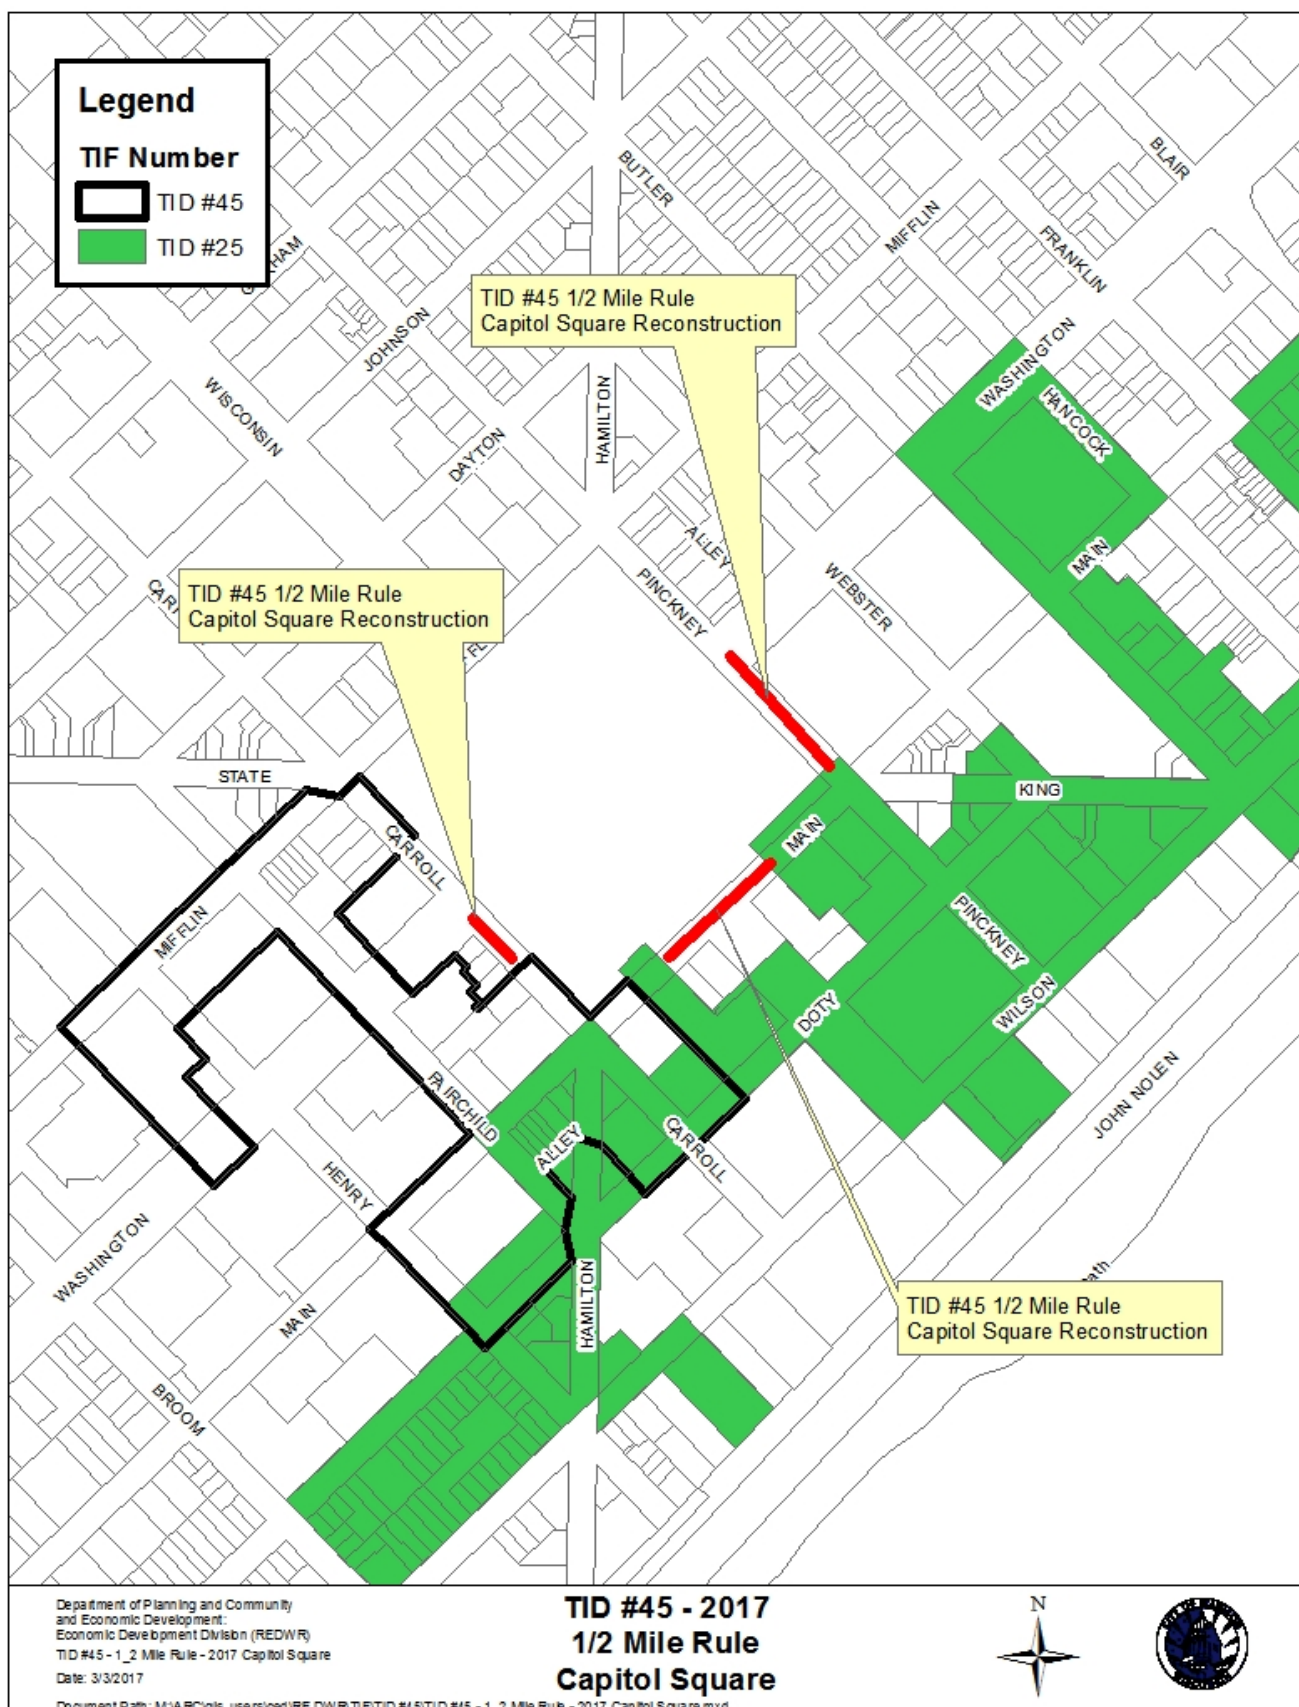 Legend
TIF Number
TID #45
TID #25
BUTLER
BLAIR
MIFFLIN
FRANKLIN
HAM
TID #45 1/2 Mile Rule
Capitol Square Reconstruction
JOHNSON
WASHINGTON
WISCONSIN
HAMILTON
HANCOCK
DAYTON
ALLEY
MAIN
PINCKNEY
WEBSTER
TID #45 1/2 Mile Rule
Capitol Square Reconstruction
CAR
FL
STATE
KING
CARROLL
MAIN
MIFFLIN
PINCKNEY
DOTY
WILSON
FAIRCHILD
JOHN NOLEN
ALLEY
CARROLL
HENRY
WASHINGTON
HAMILTON
ath
MAIN
TID #45 1/2 Mile Rule
Capitol Square Reconstruction
BROOM
Department of Planning and Community
and Economic Development:
Economic Development Division (REDWR)
TID #45 - 1_2 Mile Rule - 2017 Capitol Square
Date: 3/3/2017
TID #45 - 2017
1/2 Mile Rule
Capitol Square
N